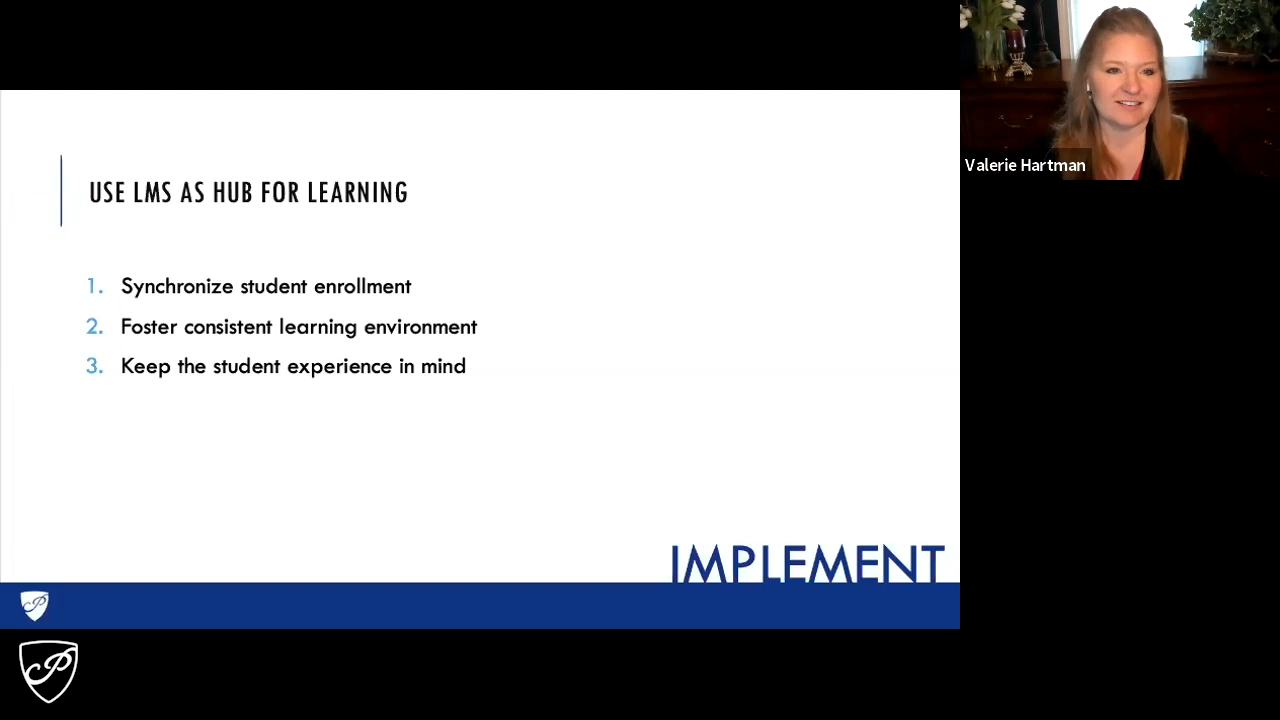 USE LMS AS HUB FOR LEARNING
1. Synchronize student enrollment
2. Foster consistent learning environment
3. Keep the student experience in mind
IMPLEMENT
Valerie Hartman
P
P